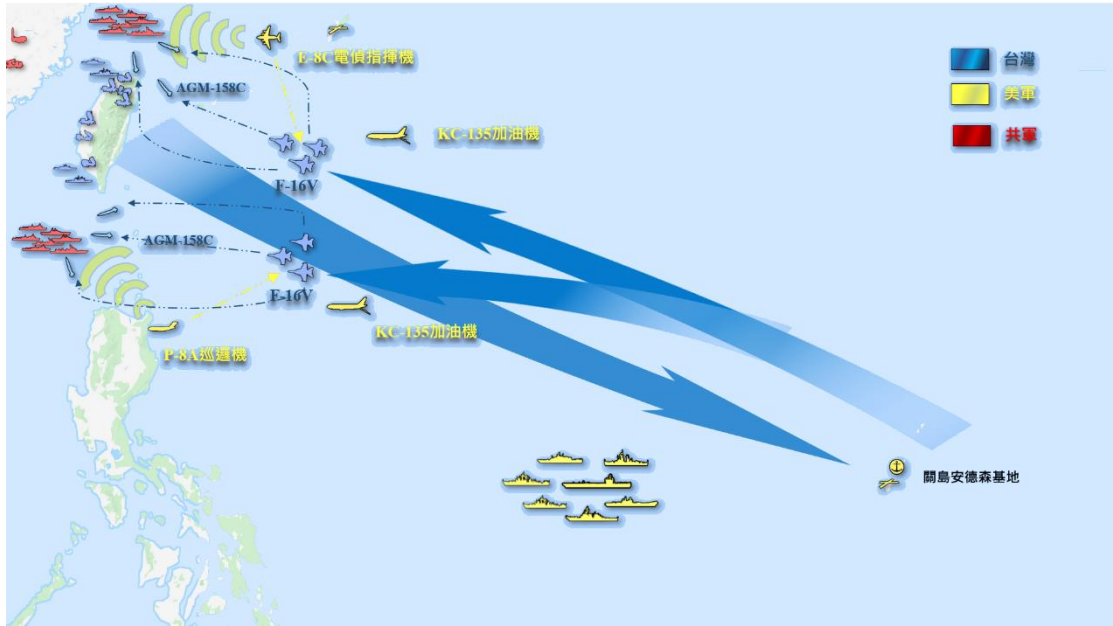 E-8C電偵指揮機
台灣
AGM-158C
美軍
KC-135加油機
共軍
F-16V
AGM-158C
F-16V
KC-135加油機
P-8A巡邏機
關島安德森基地